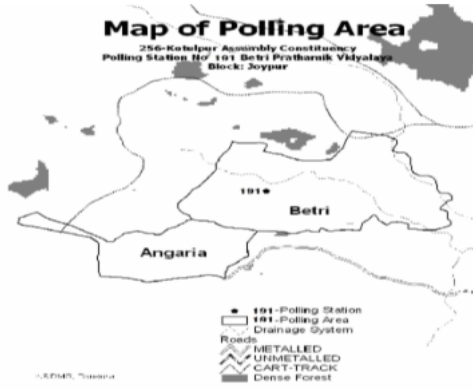 Map of Polling Area
256-Kotulpur Assembly Constituency
Polling Station No 191 Betri Prathamik Vidyalaya
Block: Joypur
191
Betri
Angaria
191-Polling Station
191-Polling Area
Drainage System
Roads
METALLED
UNMETALLED
CART-TRACK
Dense Forest